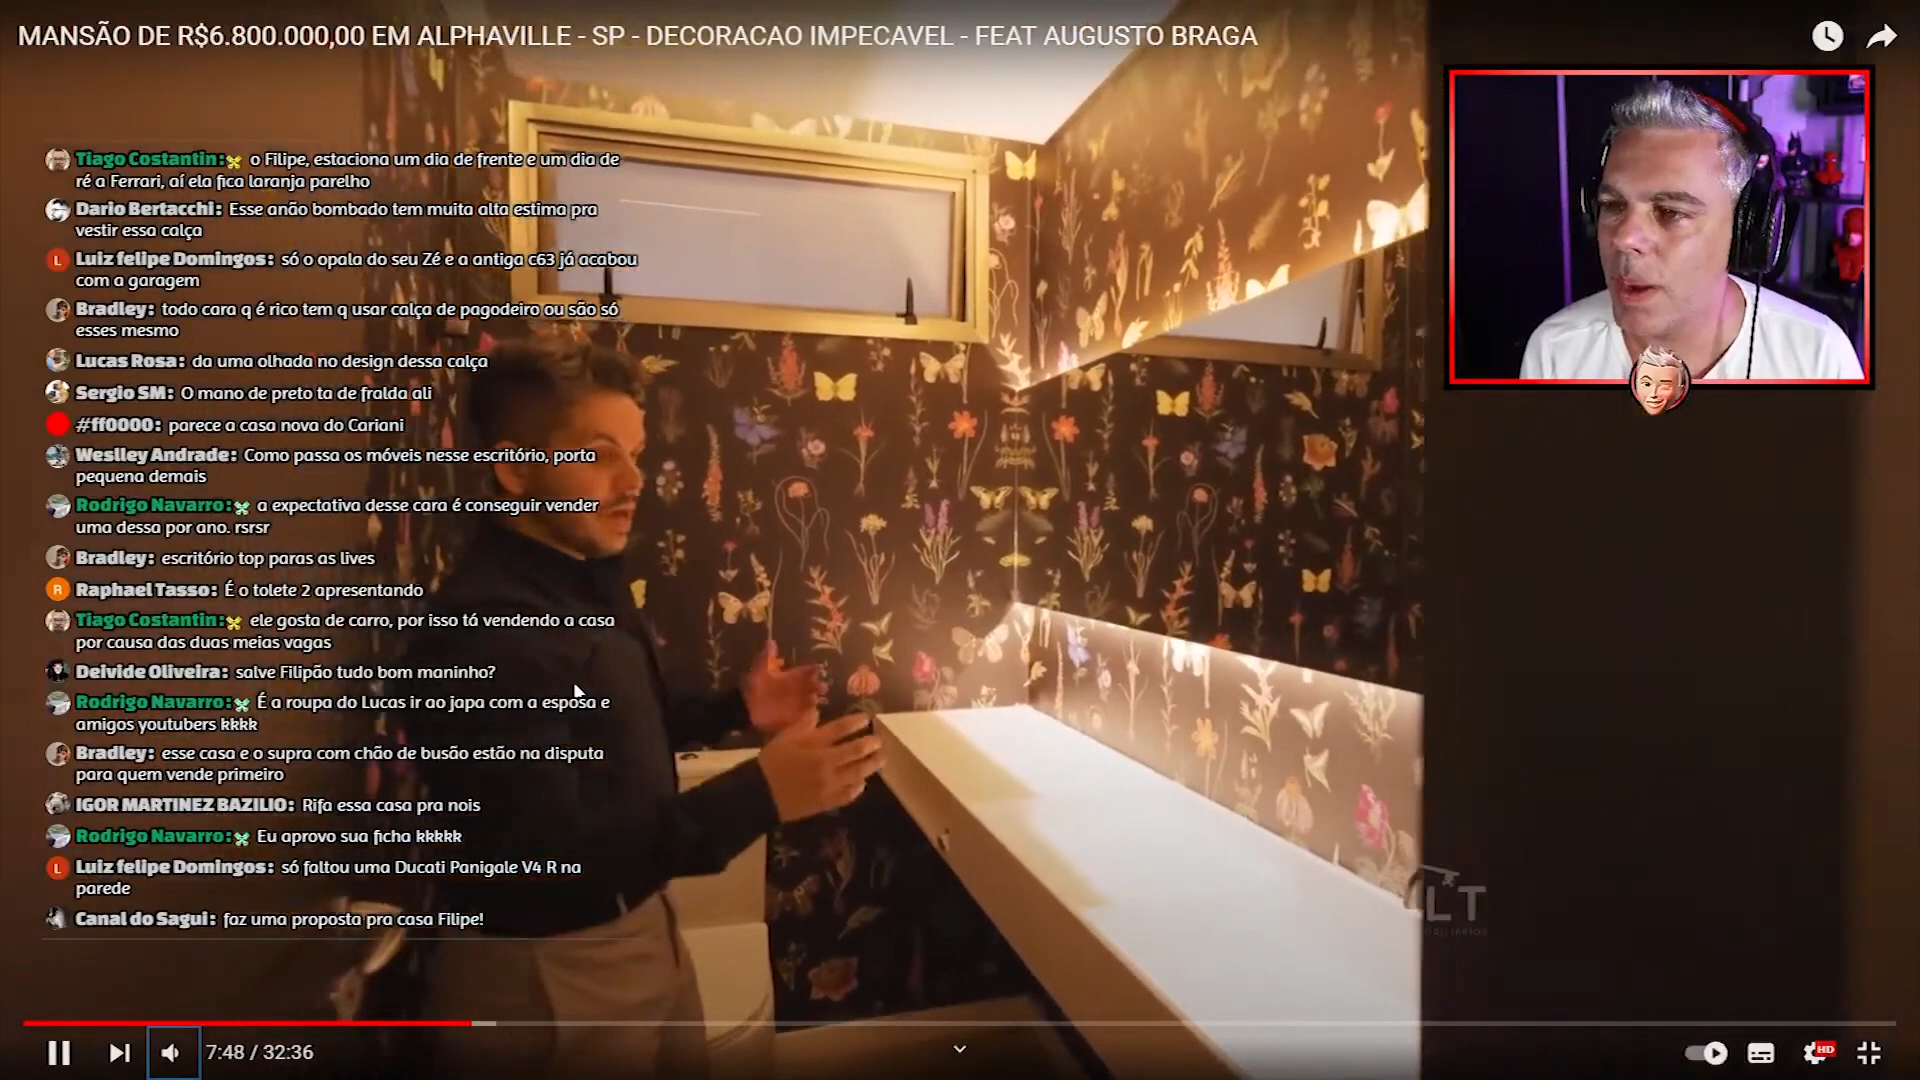 MANSÃO DE R$6.800.000,00 EM ALPHAVILLE - SP - DECORACAO IMPECAVEL - FEAT AUGUSTO BRAGA
Tiago Costantin: o Filipe, estaciona um dia de frente e um dia de
ré a Ferrari, aí ela fica laranja parelho
Dario Bertacchi: Esse anão bombado tem muita alta estima pra
vestir essa calça
L Luiz felipe Domingos: só o opala do seu Zé e a antiga c63 já acabou
com a garagem
Bradley: todo cara q é rico tem q usar calça de pagodeiro ou são só
esses mesmo
Lucas Rosa: da uma olhada no design dessa calça
Sergio SM: O mano de preto ta de fralda ali
#ff0000: parece a casa nova do Cariani
Weslley Andrade: Como passa os móveis nesse escritório, porta
pequena demais
Rodrigo Navarro: a expectativa desse cara é conseguir vender
uma dessa por ano. rsrsr
Bradley: escritório top paras as lives
R Raphael Tasso: É o tolete 2 apresentando
Tiago Costantin: ele gosta de carro, por isso tá vendendo a casa
por causa das duas meias vagas
Deivide Oliveira: salve Filipão tudo bom maninho?
Rodrigo Navarro: É a roupa do Lucas ir ao japa com a esposa e
amigos youtubers kkkk
Bradley: esse casa e o supra com chão de busão estão na disputa
para quem vende primeiro
IGOR MARTINEZ BAZILIO: Rifa essa casa pra nois
Rodrigo Navarro: Eu aprovo sua ficha kkkkk
L Luiz felipe Domingos: só faltou uma Ducati Panigale V4 R na
parede
Canal do Sagui: faz uma proposta pra casa Filipe!
LT
7:48 / 32:36
HD